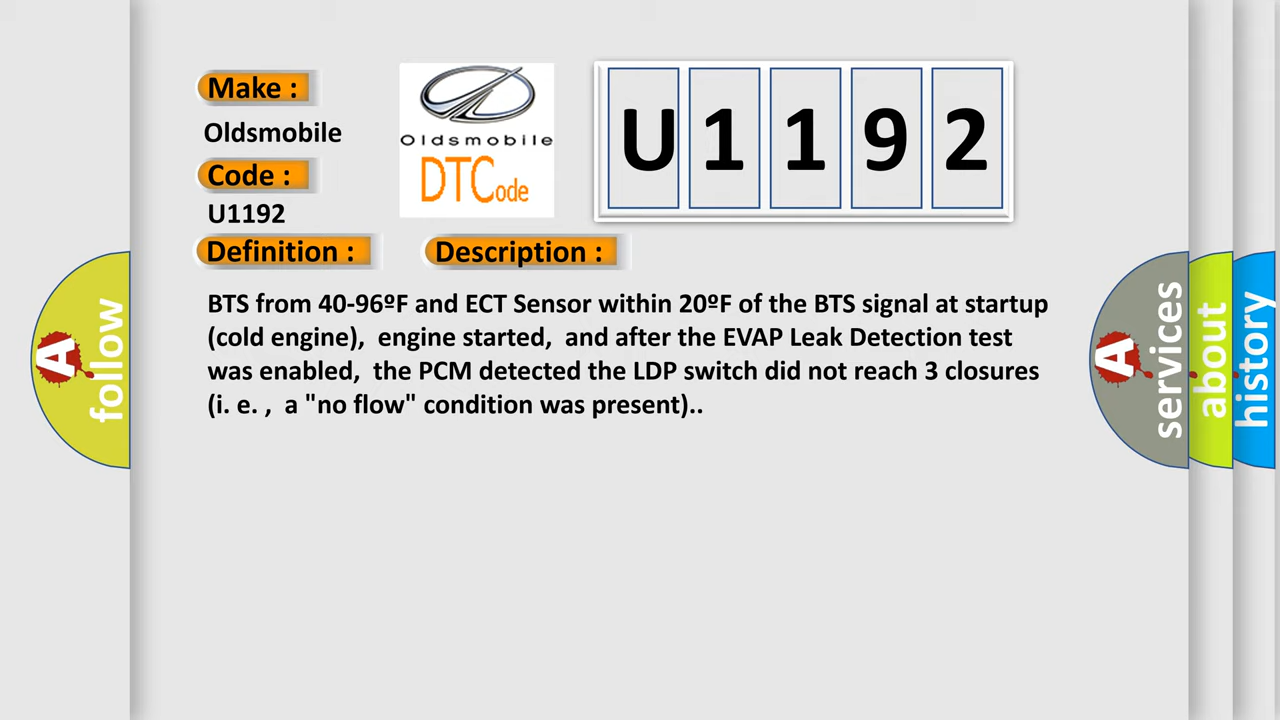 Make :
Oldsmobile
Code :
U1192
Oldsmobile
DTCode
U1192
Definition :
Description :
BTS from 40-96ºF and ECT Sensor within 20ºF of the BTS signal at startup
(cold engine),  engine started,  and after the EVAP Leak Detection test
was enabled,  the PCM detected the LDP switch did not reach 3 closures
(i. e. ,  a "no flow" condition was present)..
A follow
A services
about
history